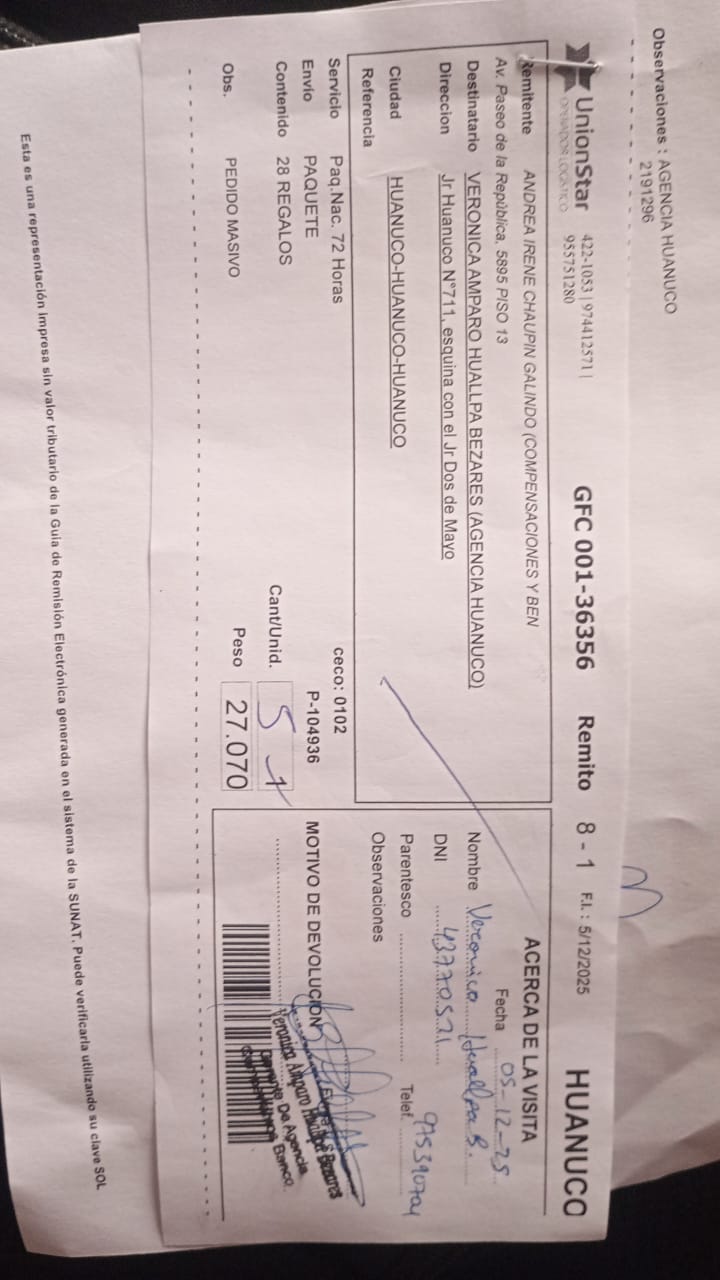 Observaciones : AGENCIA HUANUCO
2191296
UnionStar
OPERADOR LOGISTICO
422-1053 | 974412571 |
955751280
GFC 001-36356 Remito 8 - 1 F.I. : 5/12/2025 HUANUCO
Remitente ANDREA IRENE CHAUPIN GALINDO (COMPENSACIONES Y BEN
Av. Paseo de la República, 5895 PISO 13
Destinatario VERONICA AMPARO HUALLPA BEZARES (AGENCIA HUANUCO)
Direccion Jr Huanuco N°711, esquina con el Jr Dos de Mayo
Ciudad HUANUCO-HUANUCO-HUANUCO
Referencia
Servicio Paq.Nac. 72 Horas ceco: 0102
Envío PAQUETE P-104936
Contenido 28 REGALOS Cant/Unid. 5 1
Obs. PEDIDO MASIVO Peso 27.070
ACERCA DE LA VISITA
Fecha 05-12-25
Nombre Veronica Huallpa B.
DNI 43770571
Parentesco Telef. 975390704
Observaciones
MOTIVO DE DEVOLUCIÓN
Veronica Amparo Huallpa Bezares
Gerente De Agencia
Banco.
Esta es una representación impresa sin valor tributario de la Guía de Remisión Electrónica generada en el sistema de la SUNAT. Puede verificarla utilizando su clave SOL